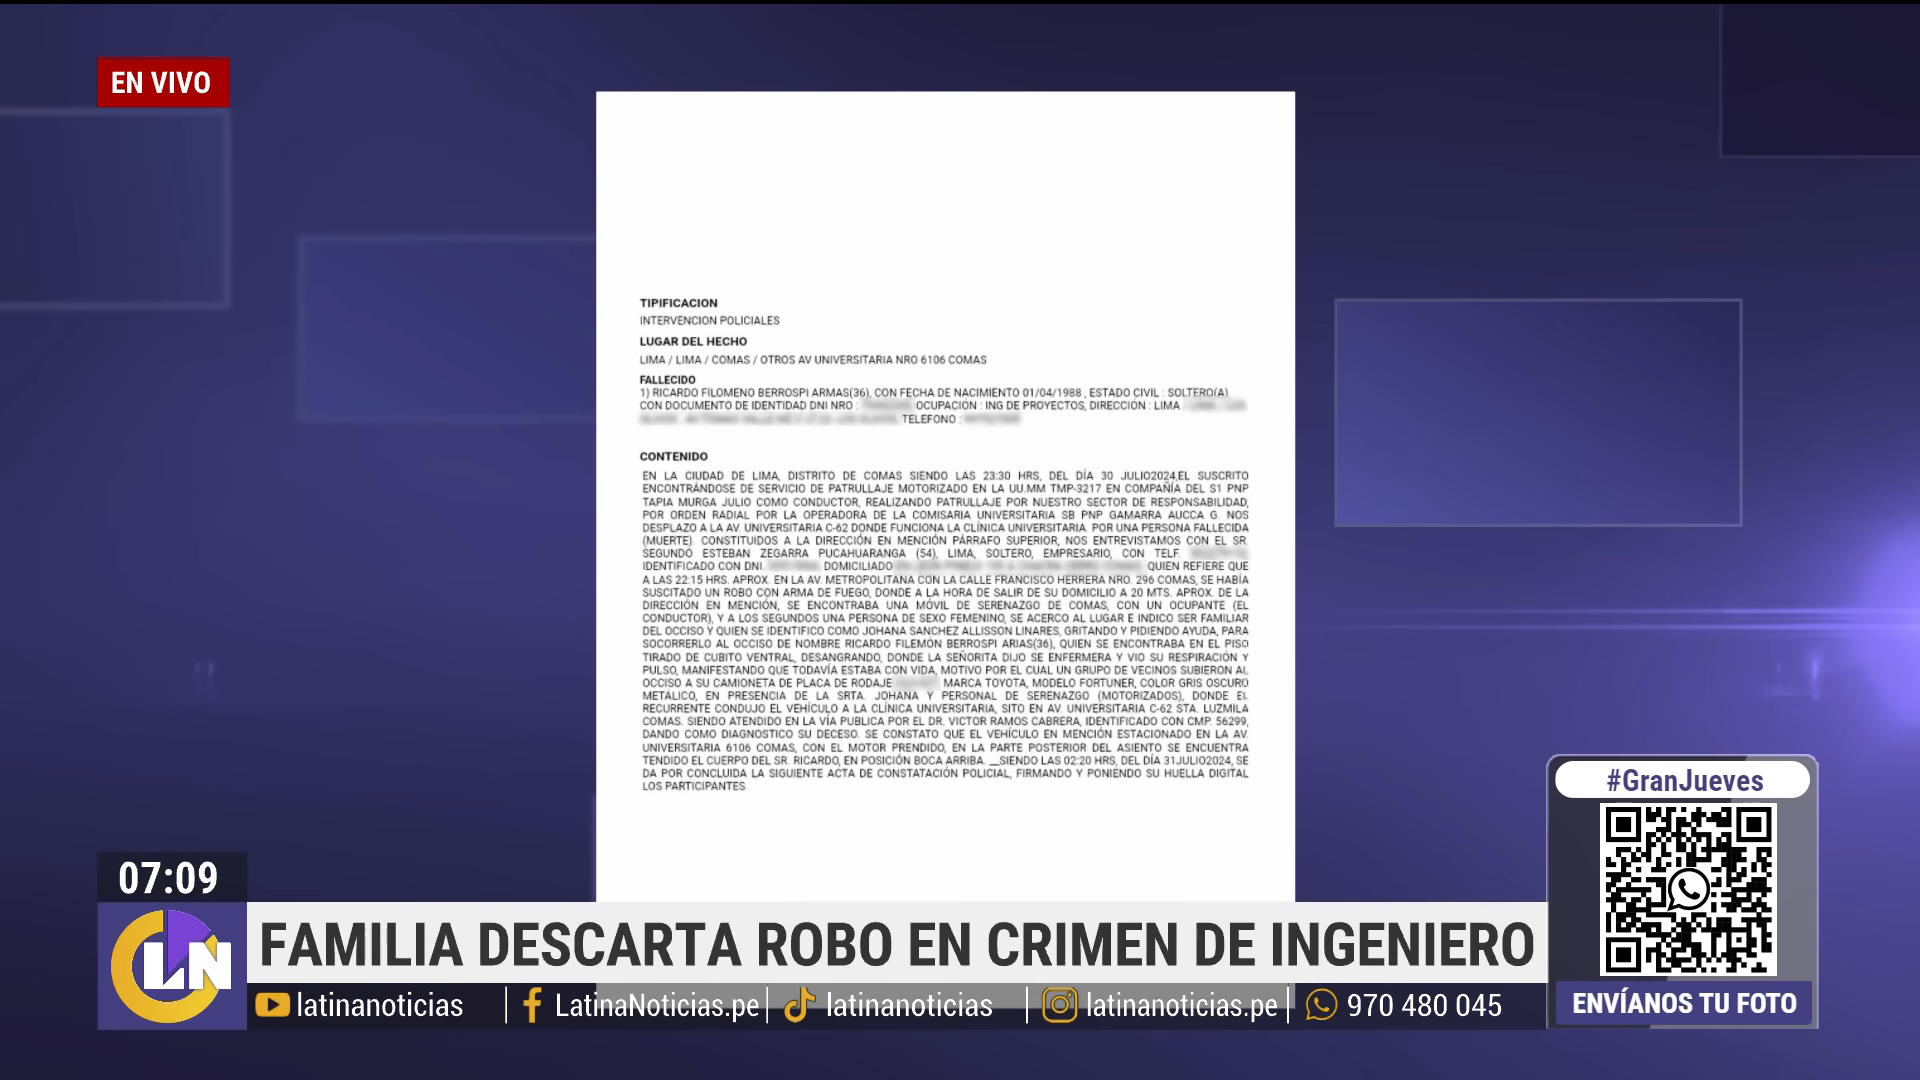 EN VIVO
TIPIFICACION
INTERVENCION POLICIALES
LUGAR DEL HECHO
LIMA / LIMA / COMAS / OTROS AV UNIVERSITARIA NRO 6106 COMAS
FALLECIDO
1) RICARDO FILOMENO BERROSPI ARMAS(36), CON FECHA DE NACIMIENTO 01/04/1988 , ESTADO CIVIL : SOLTERO(A)
CON DOCUMENTO DE IDENTIDAD DNI NRO : OCUPACIÓN : ING DE PROYECTOS, DIRECCIÓN : LIMA
TELEFONO :
CONTENIDO
EN LA CIUDAD DE LIMA, DISTRITO DE COMAS SIENDO LAS 23:30 HRS, DEL DÍA 30 JULIO2024,EL SUSCRITO
ENCONTRÁNDOSE DE SERVICIO DE PATRULLAJE MOTORIZADO EN LA UU.MM TMP-3217 EN COMPAÑÍA DEL S1 PNP
TAPIA MURGA JULIO COMO CONDUCTOR, REALIZANDO PATRULLAJE POR NUESTRO SECTOR DE RESPONSABILIDAD,
POR ORDEN RADIAL POR LA OPERADORA DE LA COMISARIA UNIVERSITARIA SB PNP GAMARRA AUCCA G. NOS
DESPLAZO A LA AV. UNIVERSITARIA C-62 DONDE FUNCIONA LA CLÍNICA UNIVERSITARIA. POR UNA PERSONA FALLECIDA
(MUERTE). CONSTITUIDOS A LA DIRECCIÓN EN MENCIÓN PÁRRAFO SUPERIOR, NOS ENTREVISTAMOS CON EL SR.
SEGUNDO ESTEBAN ZEGARRA PUCAHUARANGA (54), LIMA, SOLTERO, EMPRESARIO, CON TELF.
IDENTIFICADO CON DNI. DOMICILIADO QUIEN REFIERE QUE
A LAS 22:15 HRS. APROX. EN LA AV. METROPOLITANA CON LA CALLE FRANCISCO HERRERA NRO. 296 COMAS, SE HABÍA
SUSCITADO UN ROBO CON ARMA DE FUEGO, DONDE A LA HORA DE SALIR DE SU DOMICILIO A 20 MTS. APROX. DE LA
DIRECCIÓN EN MENCIÓN, SE ENCONTRABA UNA MÓVIL DE SERENAZGO DE COMAS, CON UN OCUPANTE (EL
CONDUCTOR), Y A LOS SEGUNDOS UNA PERSONA DE SEXO FEMENINO, SE ACERCO AL LUGAR E INDICO SER FAMILIAR
DEL OCCISO Y QUIEN SE IDENTIFICO COMO JOHANA SANCHEZ ALLISSON LINARES, GRITANDO Y PIDIENDO AYUDA, PARA
SOCORRERLO AL OCCISO DE NOMBRE RICARDO FILEMÓN BERROSPI ARIAS(36), QUIEN SE ENCONTRABA EN EL PISO
TIRADO DE CUBITO VENTRAL, DESANGRANDO, DONDE LA SEÑORITA DIJO SE ENFERMERA Y VIO SU RESPIRACIÓN Y
PULSO, MANIFESTANDO QUE TODAVÍA ESTABA CON VIDA, MOTIVO POR EL CUAL UN GRUPO DE VECINOS SUBIERON AL
OCCISO A SU CAMIONETA DE PLACA DE RODAJE MARCA TOYOTA, MODELO FORTUNER, COLOR GRIS OSCURO
METÁLICO, EN PRESENCIA DE LA SRTA. JOHANA Y PERSONAL DE SERENAZGO (MOTORIZADOS), DONDE EL
RECURRENTE CONDUJO EL VEHÍCULO A LA CLÍNICA UNIVERSITARIA, SITO EN AV. UNIVERSITARIA C-62 STA. LUZMILA
COMAS. SIENDO ATENDIDO EN LA VÍA PUBLICA POR EL DR. VICTOR RAMOS CABRERA, IDENTIFICADO CON CMP. 56299,
DANDO COMO DIAGNOSTICO SU DECESO. SE CONSTATO QUE EL VEHÍCULO EN MENCIÓN ESTACIONADO EN LA AV.
UNIVERSITARIA 6106 COMAS, CON EL MOTOR PRENDIDO, EN LA PARTE POSTERIOR DEL ASIENTO SE ENCUENTRA
TENDIDO EL CUERPO DEL SR. RICARDO, EN POSICIÓN BOCA ARRIBA. __SIENDO LAS 02:20 HRS, DEL DÍA 31JULIO2024, SE
DA POR CONCLUIDA LA SIGUIENTE ACTA DE CONSTATACIÓN POLICIAL, FIRMANDO Y PONIENDO SU HUELLA DIGITAL
LOS PARTICIPANTES.
07:09
LN
FAMILIA DESCARTA ROBO EN CRIMEN DE INGENIERO
latinanoticias | LatinaNoticias.pe | latinanoticias | latinanoticias.pe | 970 480 045
#GranJueves
ENVÍANOS TU FOTO